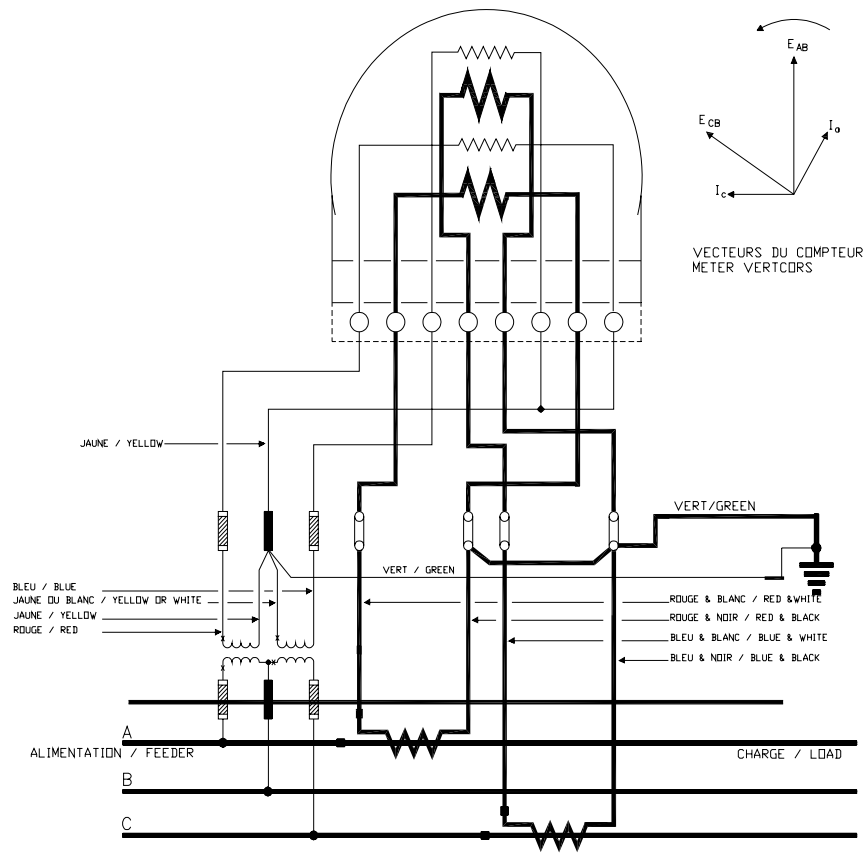 E AB
E CB
I a
I c
VECTEURS DU COMPTEUR
METER VERTCORS
JAUNE / YELLOW
VERT/GREEN
VERT / GREEN
BLEU / BLUE
JAUNE OU BLANC / YELLOW OR WHITE
JAUNE / YELLOW
ROUGE / RED
ROUGE & BLANC / RED &WHITE
ROUGE & NOIR / RED & BLACK
BLEU & BLANC / BLUE & WHITE
BLEU & NOIR / BLUE & BLACK
A
ALIMENTATION / FEEDER
CHARGE / LOAD
B
C